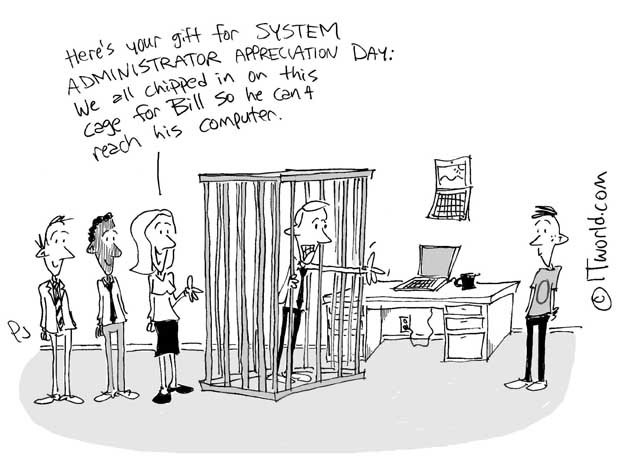 Here's your gift for SYSTEM
ADMINISTRATOR APPRECIATION DAY:
We all chipped in on this
cage for Bill so he can't
reach his computer.
PJ
© ITworld.com